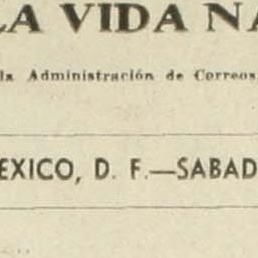 LA VIDA NA
la Administración de Correos,
EXICO, D. F.—SABAD